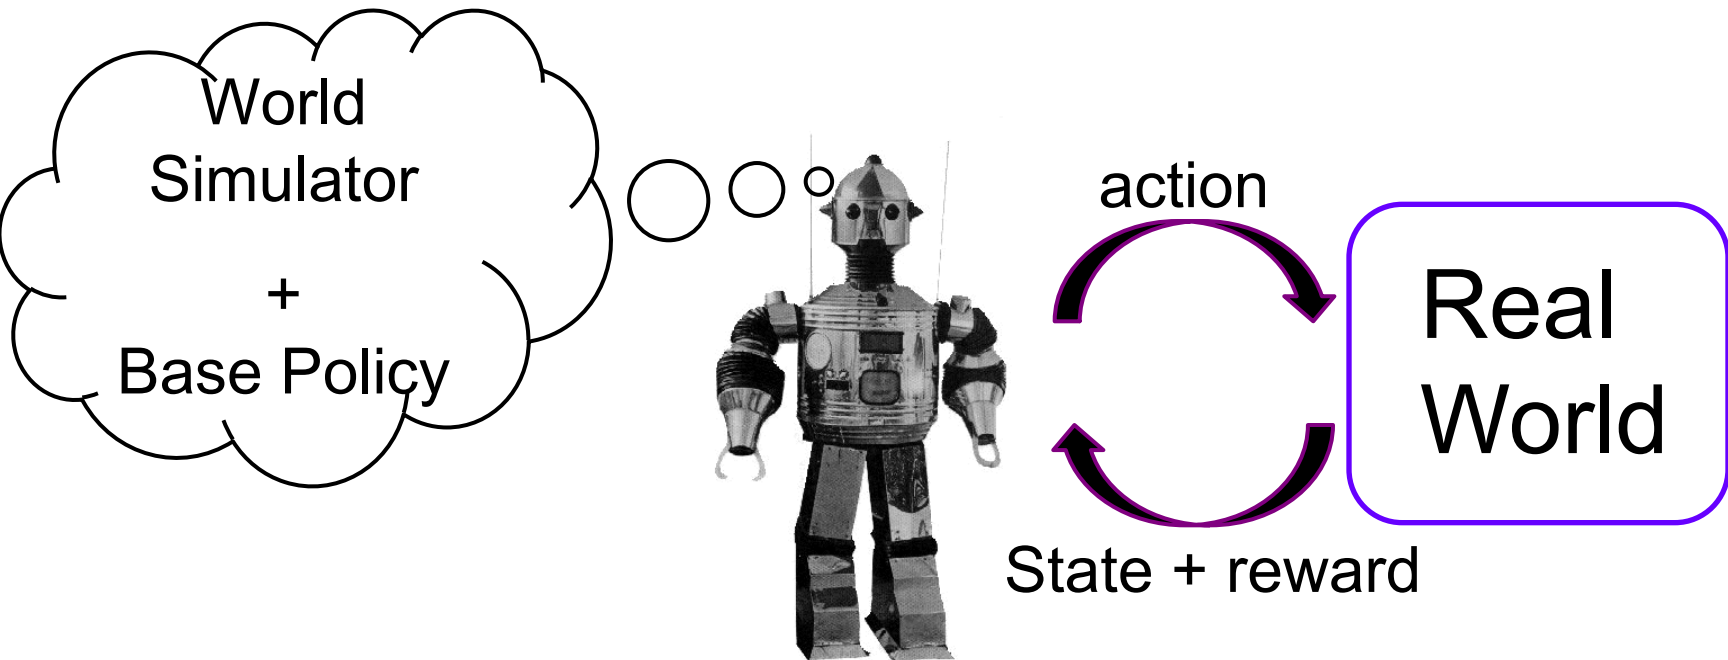 World
Simulator
+
Base Policy
action
Real
World
State + reward